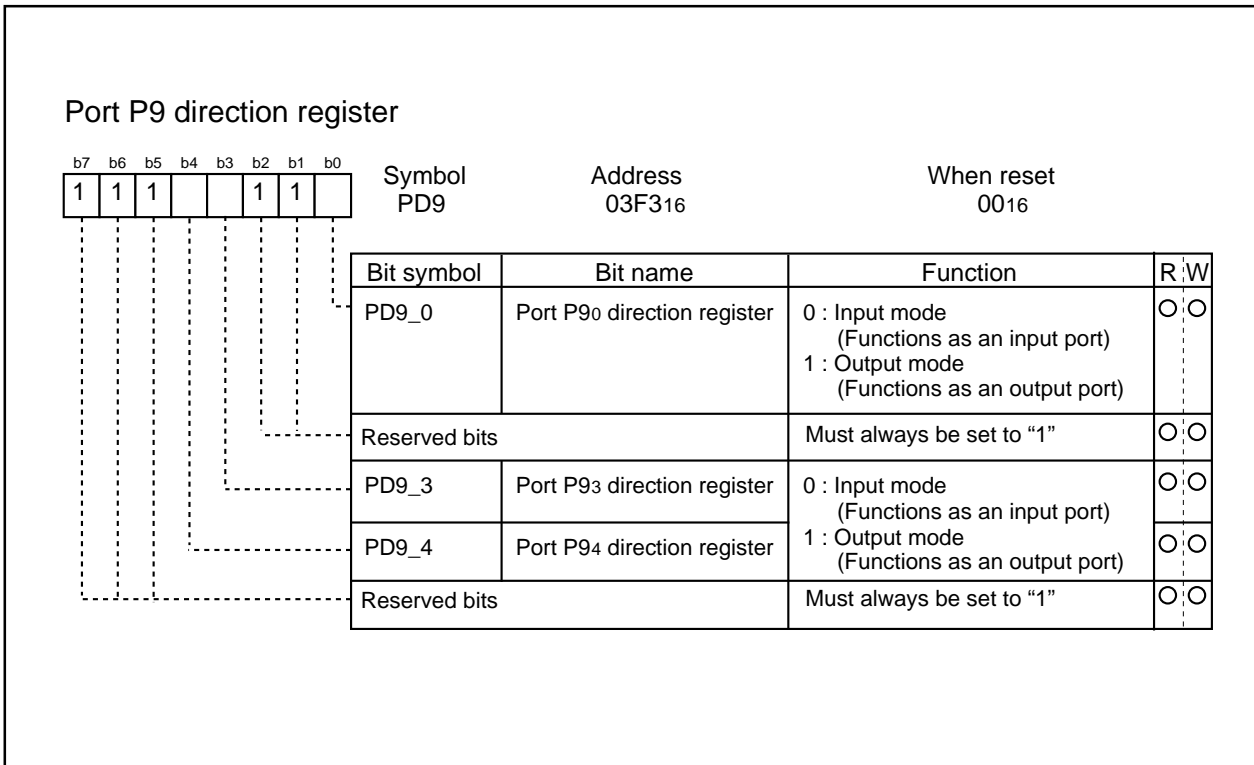 Port P9 direction register
b7 b6 b5 b4 b3 b2 b1 b0
1 1 1 1 1
Symbol Address When reset
PD9 03F316 0016
Bit symbol Bit name Function R W
PD9_0 Port P90 direction register 0 : Input mode
(Functions as an input port)
1 : Output mode
(Functions as an output port)
Reserved bits Must always be set to “1”
PD9_3 Port P93 direction register 0 : Input mode
(Functions as an input port)
PD9_4 Port P94 direction register 1 : Output mode
(Functions as an output port)
Reserved bits Must always be set to “1”